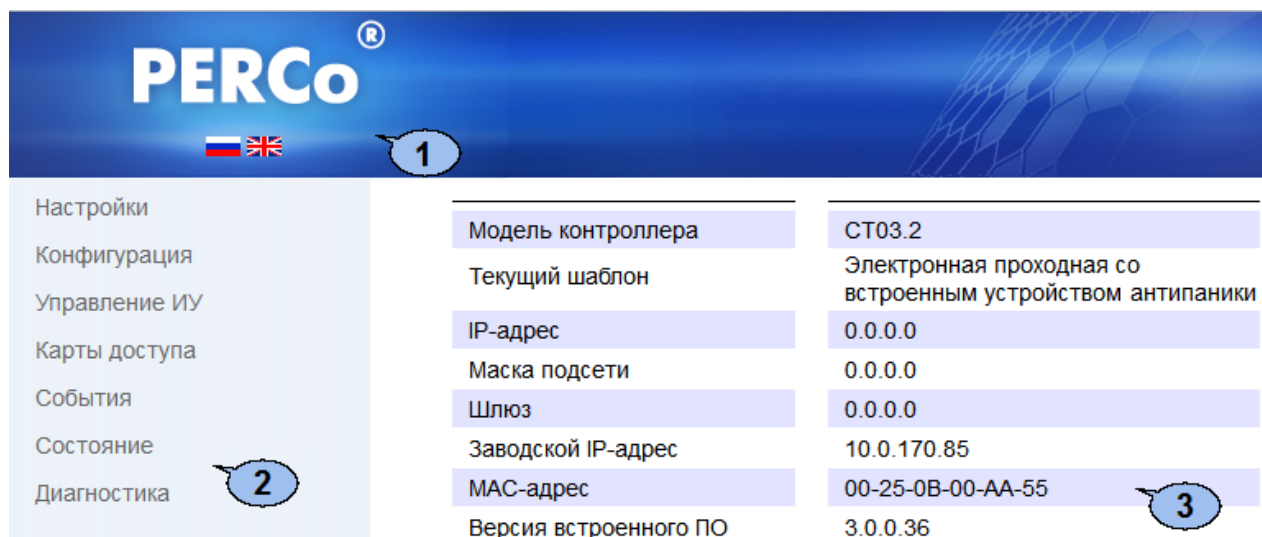 PERCo®
1
Настройки
Конфигурация
Управление ИУ
Карты доступа
События
Состояние
Диагностика
2
Модель контроллера CT03.2
Текущий шаблон Электронная проходная со
встроенным устройством антипаники
IP-адрес 0.0.0.0
Маска подсети 0.0.0.0
Шлюз 0.0.0.0
Заводской IP-адрес 10.0.170.85
MAC-адрес 00-25-0B-00-AA-55
3
Версия встроенного ПО 3.0.0.36